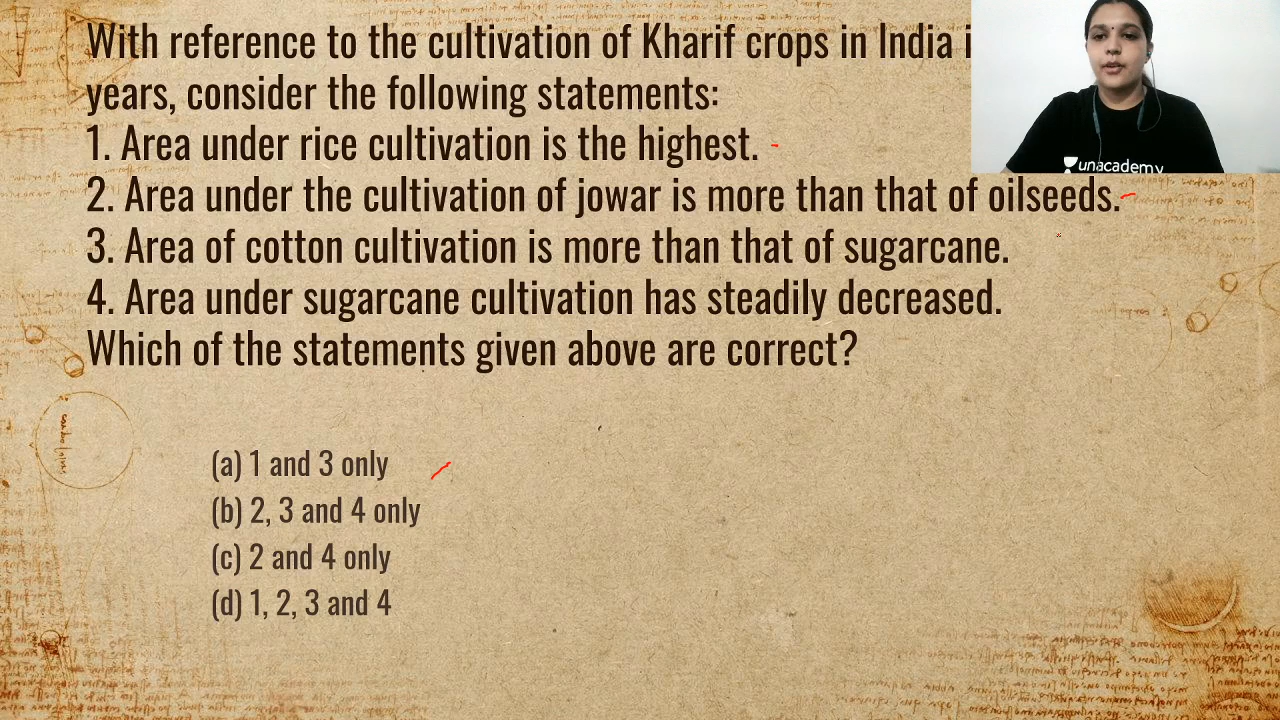 With reference to the cultivation of Kharif crops in India i
years, consider the following statements:
1. Area under rice cultivation is the highest.
2. Area under the cultivation of jowar is more than that of oilseeds.
3. Area of cotton cultivation is more than that of sugarcane.
4. Area under sugarcane cultivation has steadily decreased.
Which of the statements given above are correct?
(a) 1 and 3 only
(b) 2, 3 and 4 only
(c) 2 and 4 only
(d) 1, 2, 3 and 4
unacademy